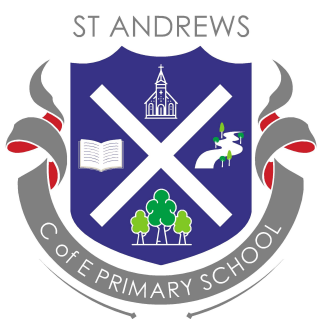 ST ANDREWS
C of E PRIMARY SCHOOL